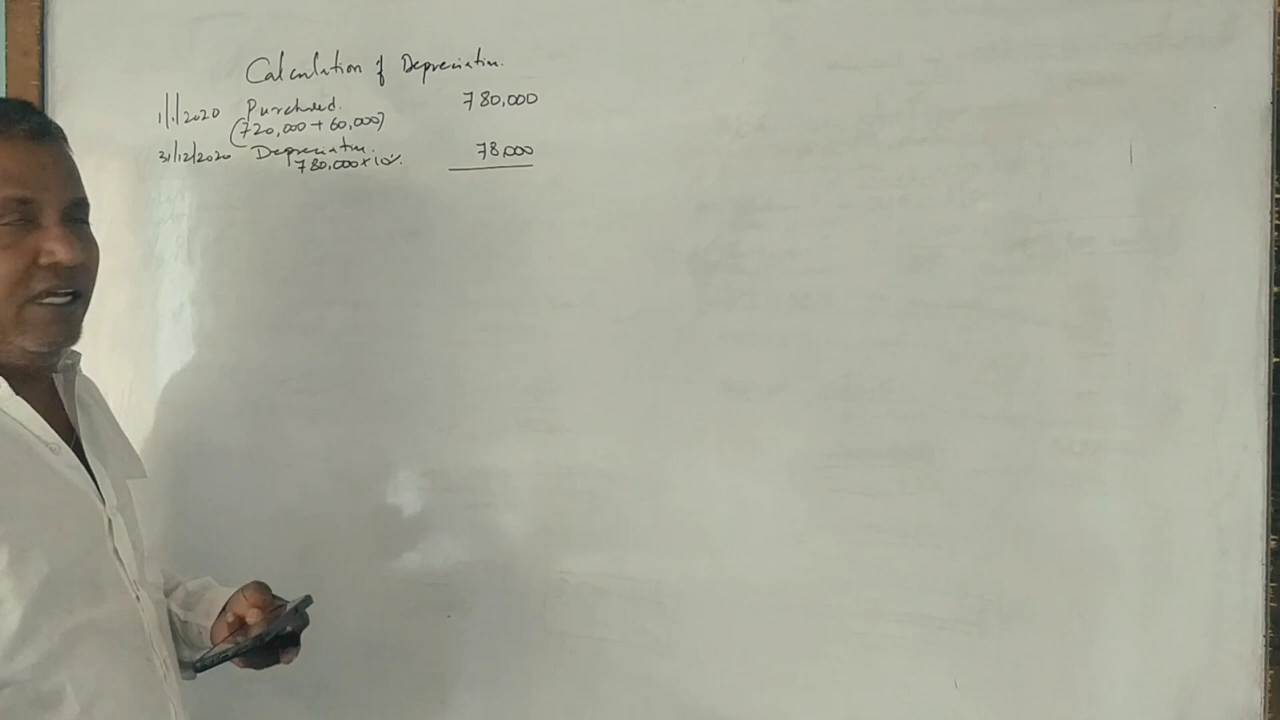 Calculation of Depreciation.
1/1/2020 Purchased. 780,000
(720,000 + 60,000)
31/12/2020 Depreciation. 78,000
780,000 × 10%.